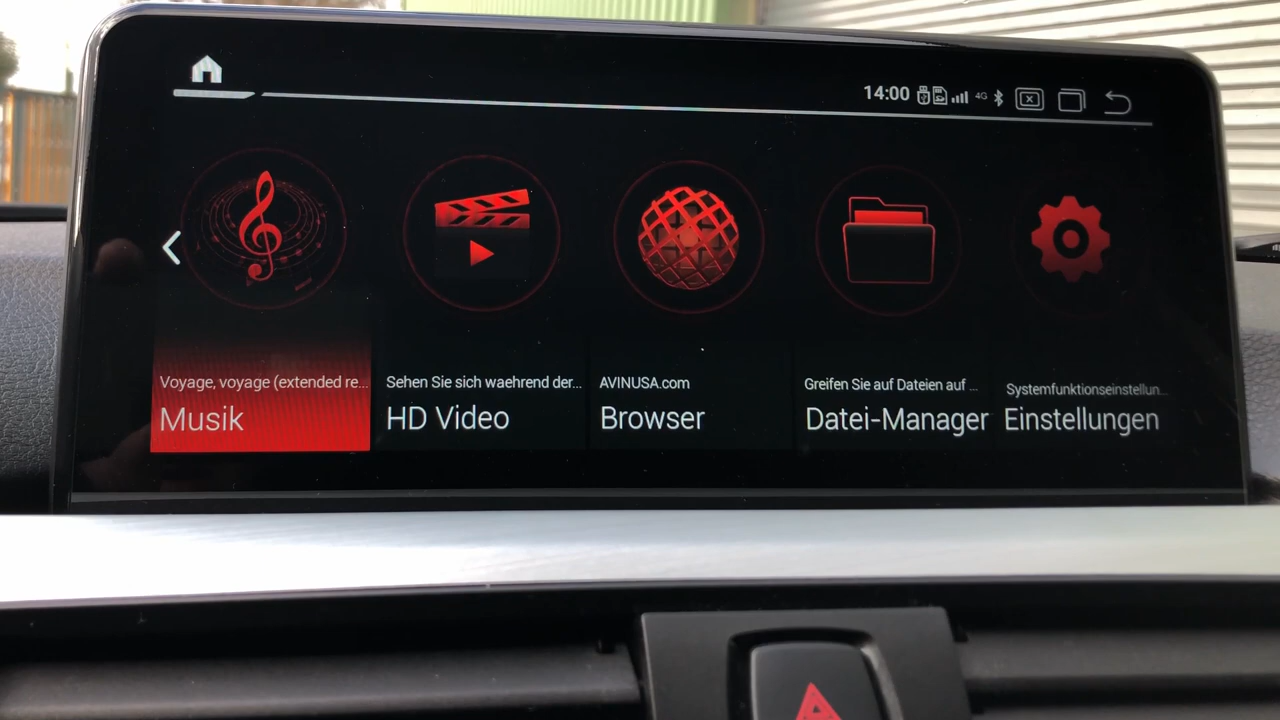 14:00 4G
Voyage, voyage (extended re...
Musik
Sehen Sie sich waehrend der...
HD Video
AVINUSA.com
Browser
Greifen Sie auf Dateien auf ...
Datei-Manager
Systemfunktionseinstellun...
Einstellungen